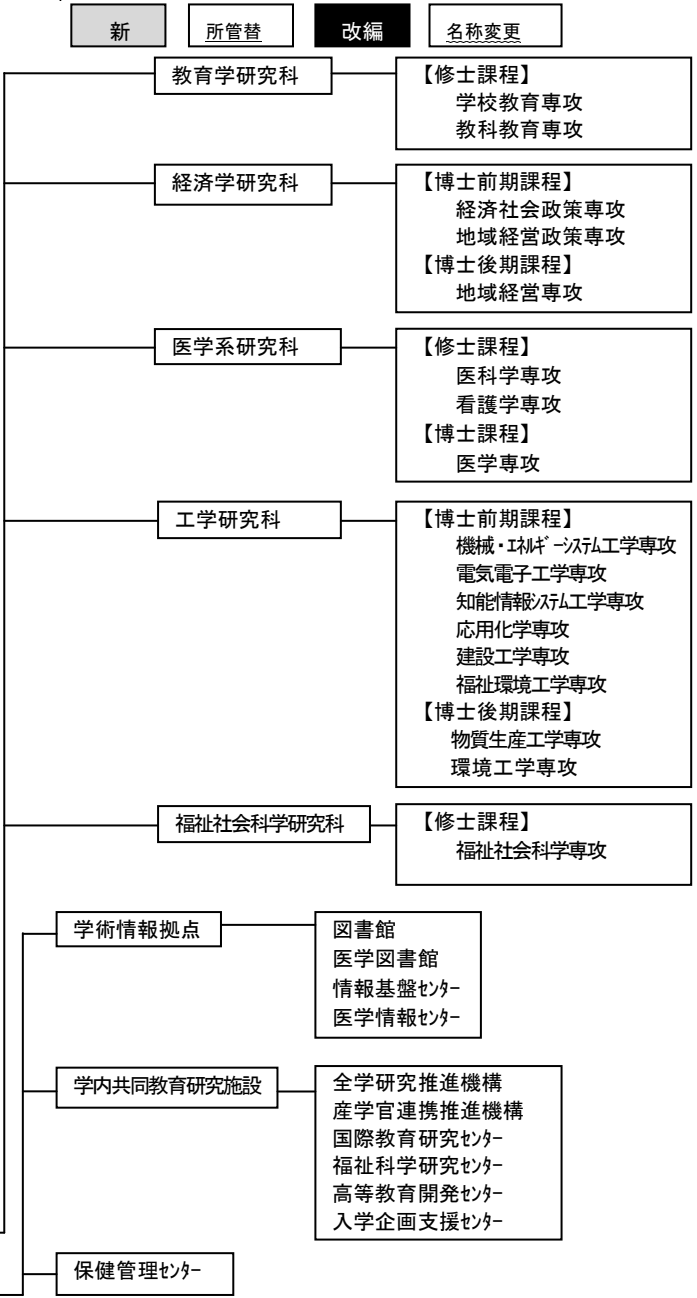 新 所管替 改編 名称変更
教育学研究科
【修士課程】
学校教育専攻
教科教育専攻
経済学研究科
【博士前期課程】
経済社会政策専攻
地域経営政策専攻
【博士後期課程】
地域経営専攻
医学系研究科
【修士課程】
医科学専攻
看護学専攻
【博士課程】
医学専攻
工学研究科
【博士前期課程】
機械・ｴﾈﾙｷﾞｰｼｽﾃﾑ工学専攻
電気電子工学専攻
知能情報ｼｽﾃﾑ工学専攻
応用化学専攻
建設工学専攻
福祉環境工学専攻
【博士後期課程】
物質生産工学専攻
環境工学専攻
福祉社会科学研究科
【修士課程】
福祉社会科学専攻
学術情報拠点
図書館
医学図書館
情報基盤ｾﾝﾀｰ
医学情報ｾﾝﾀｰ
学内共同教育研究施設
全学研究推進機構
産学官連携推進機構
国際教育研究ｾﾝﾀｰ
福祉科学研究ｾﾝﾀｰ
高等教育開発ｾﾝﾀｰ
入学企画支援ｾﾝﾀｰ
保健管理ｾﾝﾀｰ